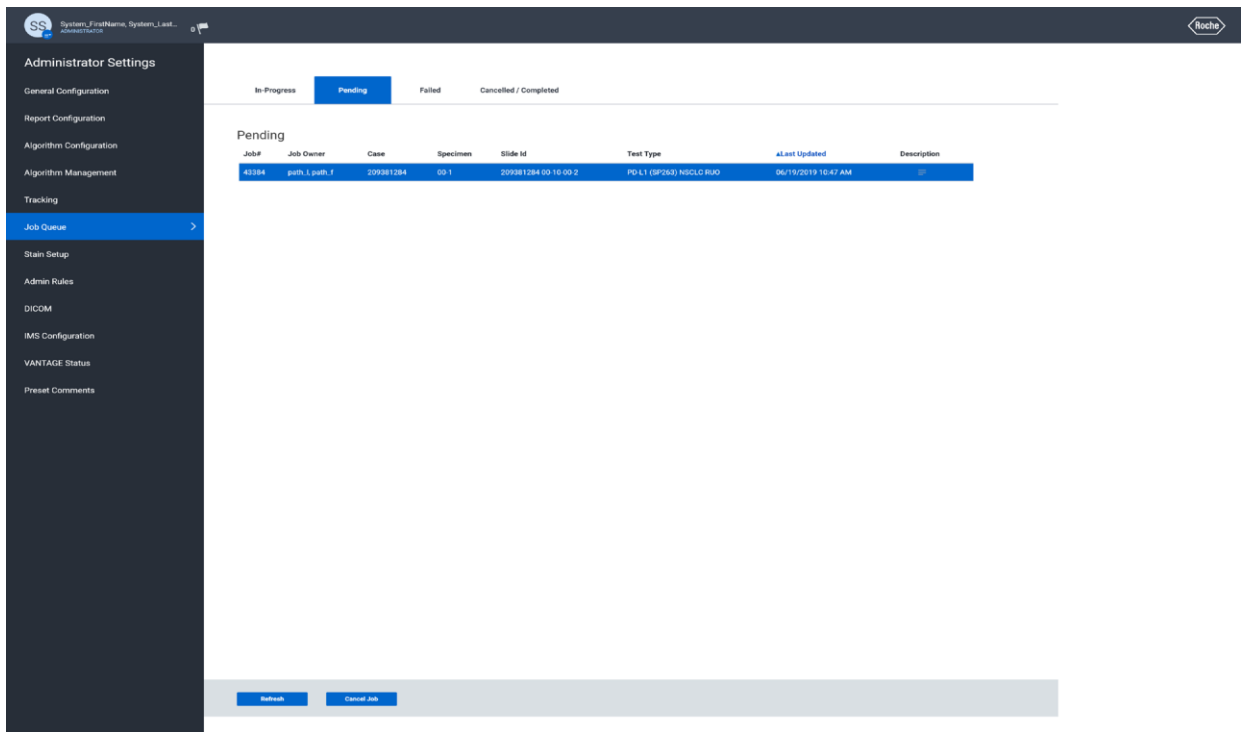 SS
System_FirstName, System_Last...
ADMINISTRATOR
0
Roche
Administrator Settings
General Configuration
Report Configuration
Algorithm Configuration
Algorithm Management
Tracking
Job Queue
Stain Setup
Admin Rules
DICOM
IMS Configuration
VANTAGE Status
Preset Comments
In-Progress Pending Failed Cancelled / Completed
Pending
Job# Job Owner Case Specimen Slide Id Test Type ▲Last Updated Description
43384 path_l, path_f 209381284 00-1 209381284-00-10-00-2 PD-L1 (SP263) NSCLC RUO 06/19/2019 10:47 AM
Refresh Cancel Job